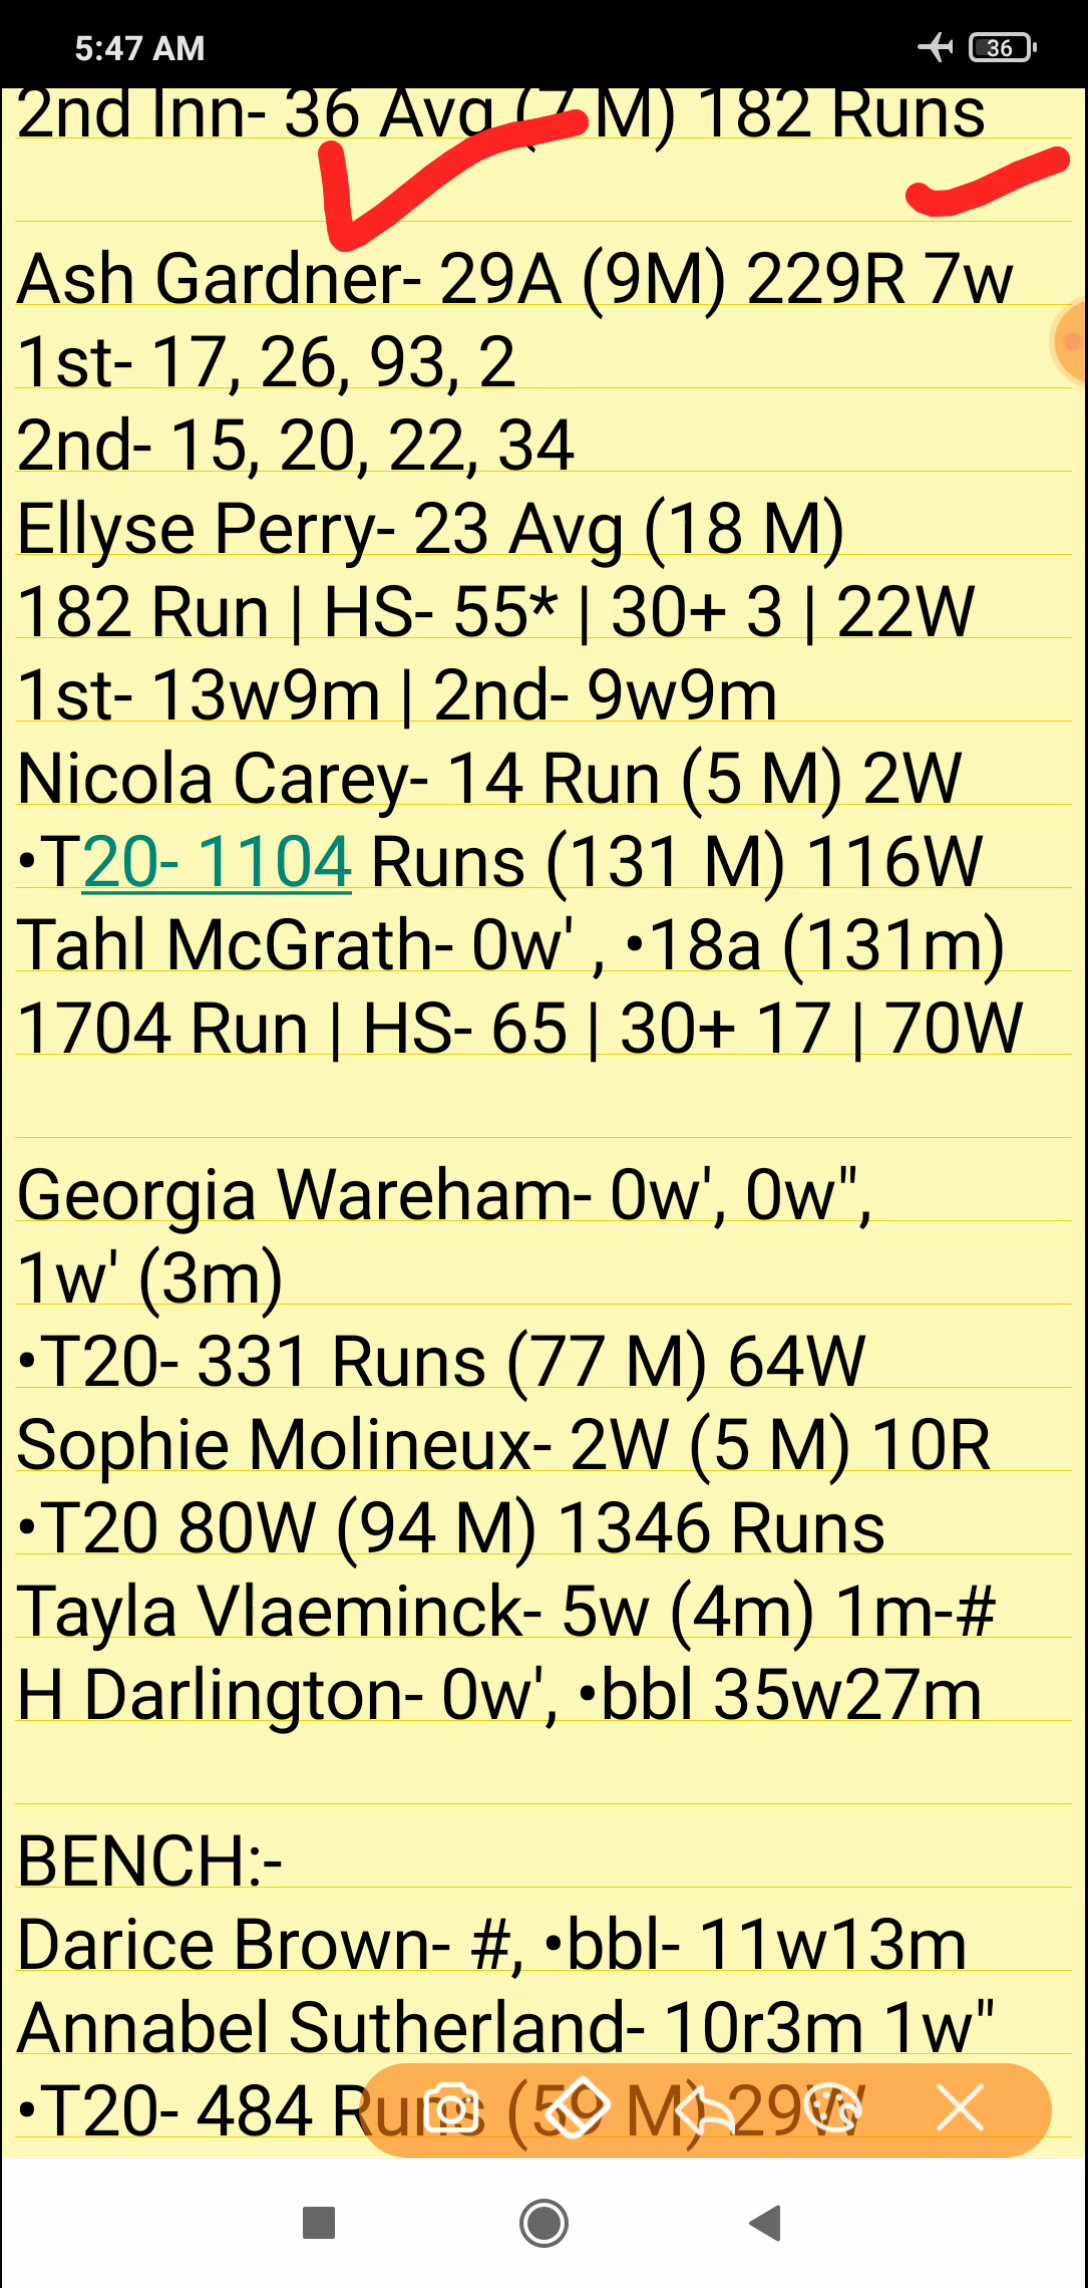 5:47 AM
36
2nd Inn- 36 Avg (7 M) 182 Runs
Ash Gardner- 29A (9M) 229R 7w
1st- 17, 26, 93, 2
2nd- 15, 20, 22, 34
Ellyse Perry- 23 Avg (18 M)
182 Run | HS- 55* | 30+ 3 | 22W
1st- 13w9m | 2nd- 9w9m
Nicola Carey- 14 Run (5 M) 2W
•T20- 1104 Runs (131 M) 116W
Tahl McGrath- 0w' , •18a (131m)
1704 Run | HS- 65 | 30+ 17 | 70W
Georgia Wareham- 0w', 0w",
1w' (3m)
•T20- 331 Runs (77 M) 64W
Sophie Molineux- 2W (5 M) 10R
•T20 80W (94 M) 1346 Runs
Tayla Vlaeminck- 5w (4m) 1m-#
H Darlington- 0w', •bbl 35w27m
BENCH:-
Darice Brown- #, •bbl- 11w13m
Annabel Sutherland- 10r3m 1w"
•T20- 484 Runs (59 M) 29W